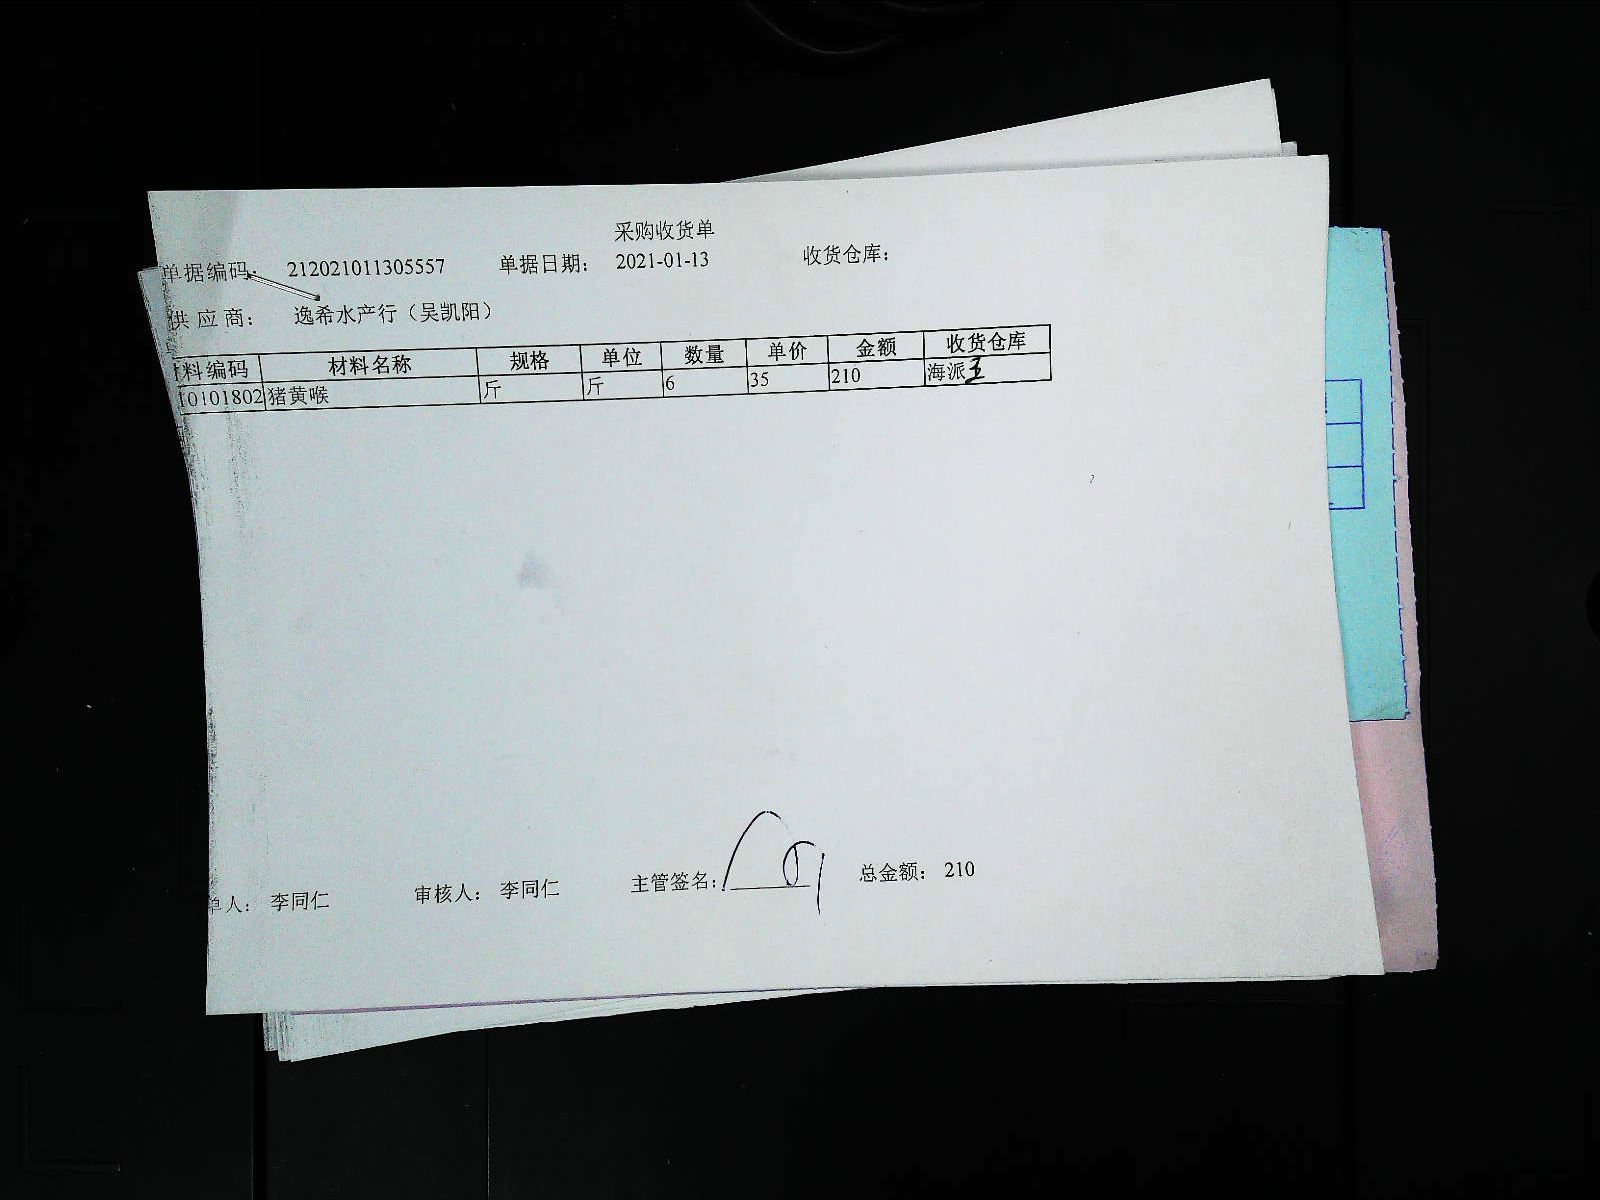 采购收货单
单据编码： 212021011305557 单据日期： 2021-01-13 收货仓库：
供 应 商： 逸希水产行（吴凯阳）
料编码 材料名称 规格 单位 数量 单价 金额 收货仓库
10101802 猪黄喉 斤 斤 6 35 210 海派
单人： 李同仁 审核人： 李同仁 主管签名： 总金额： 210